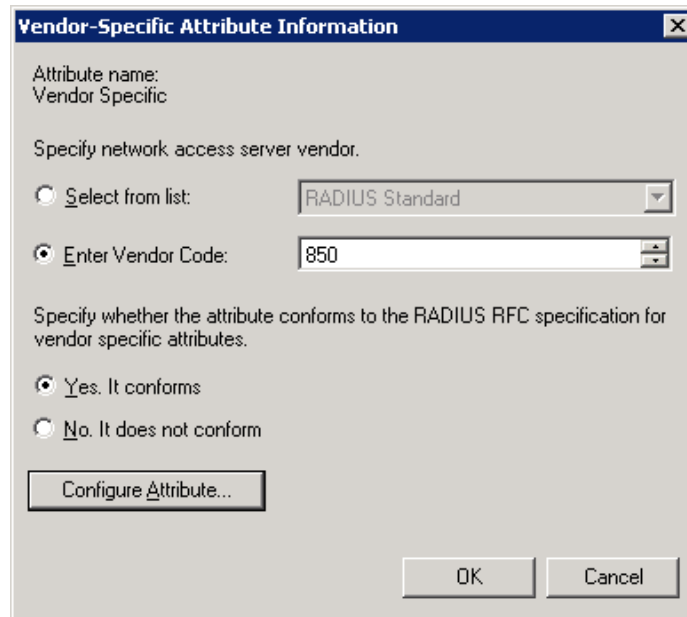 Vendor-Specific Attribute Information
Attribute name:
Vendor Specific
Specify network access server vendor.
Select from list: RADIUS Standard
Enter Vendor Code: 850
Specify whether the attribute conforms to the RADIUS RFC specification for
vendor specific attributes.
Yes. It conforms
No. It does not conform
Configure Attribute...
OK Cancel